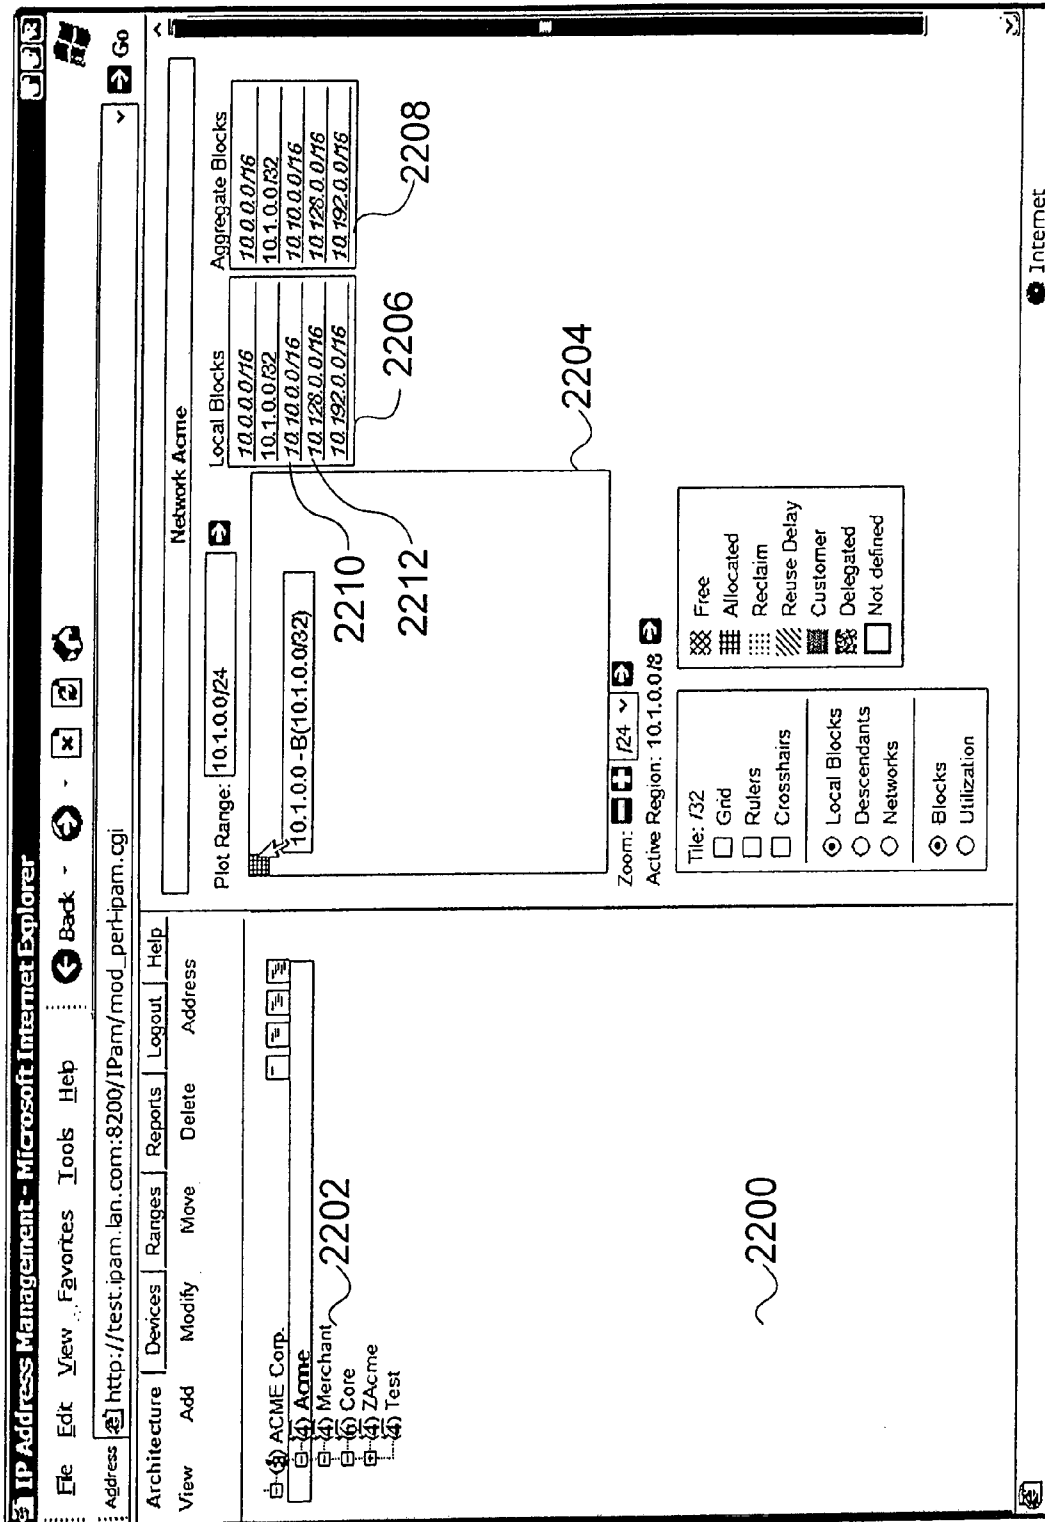 IP Address Management - Microsoft Internet Explorer
File Edit View Favorites Tools Help
Back
Address http://test.ipam.lan.com:8200/IPam/mod_perl-ipam.cgi
Go
Architecture Devices Ranges Reports Logout Help
View Add Modify Move Delete Address
ACME Corp.
(4) Acme
(4) Merchant
(6) Core
(4) ZAcme
(4) Test
2202
2200
Network Acme
Plot Range: 10.1.0.0/24
10.1.0.0 - B(10.1.0.0/32)
2210
2212
2204
Local Blocks
10.0.0.0/16
10.1.0.0/32
10.10.0.0/16
10.128.0.0/16
10.192.0.0/16
2206
Aggregate Blocks
10.0.0.0/16
10.1.0.0/32
10.10.0.0/16
10.128.0.0/16
10.192.0.0/16
2208
Zoom: /24
Active Region: 10.1.0.0/8
Tile: /32
Grid
Rulers
Crosshairs
Local Blocks
Descendants
Networks
Blocks
Utilization
Free
Allocated
Reclaim
Reuse Delay
Customer
Delegated
Not defined
Internet